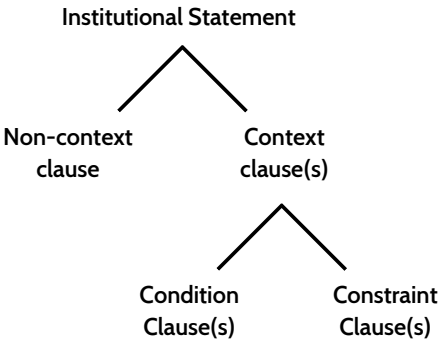 Institutional Statement
Non-context
clause
Context
clause(s)
Condition
Clause(s)
Constraint
Clause(s)